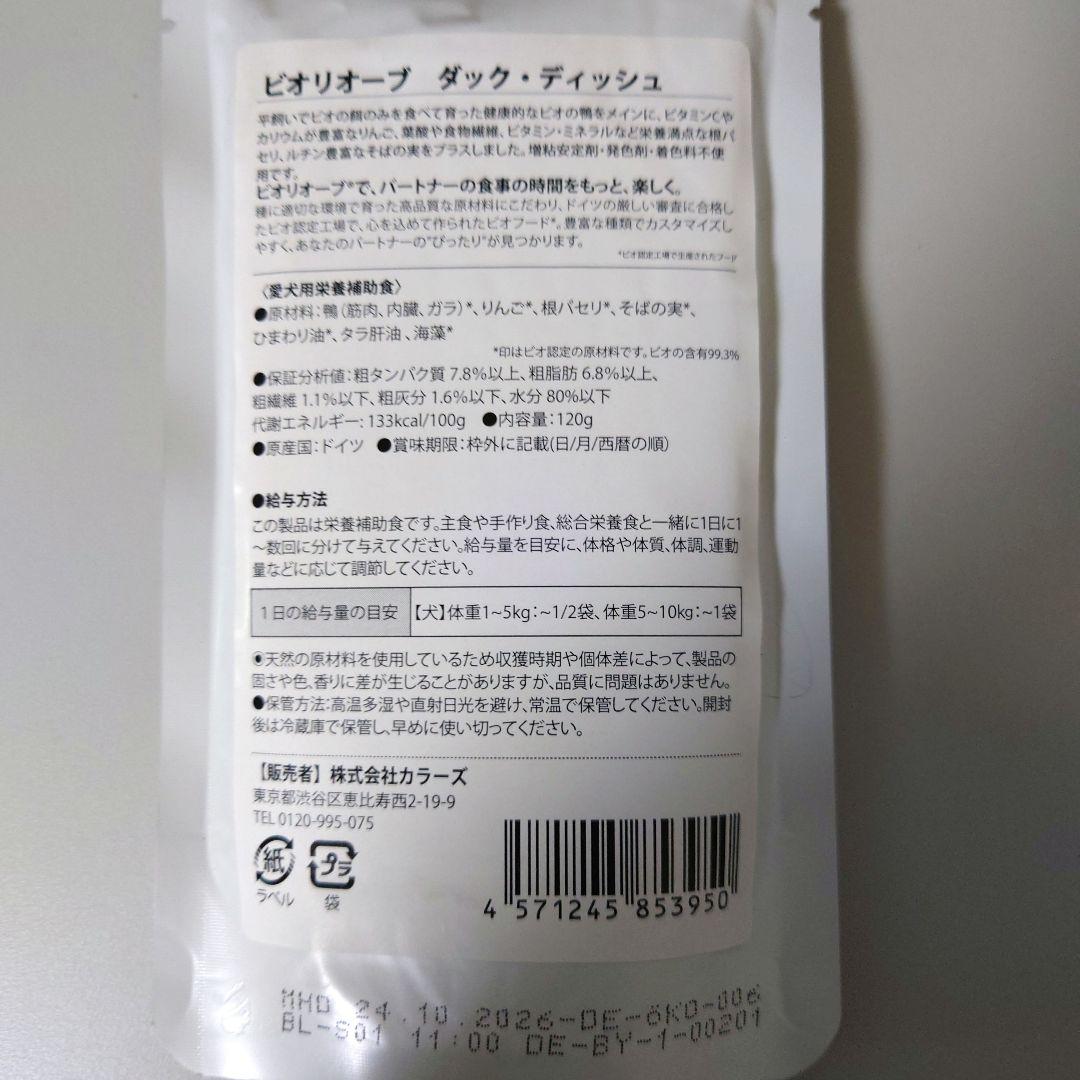 ビオリオーブ　ダック・ディッシュ
平飼いでビオの餌のみを食べて育った健康的なビオの鴨をメインに、ビタミンCや
カリウムが豊富なりんご、葉酸や食物繊維、ビタミン・ミネラルなど栄養満点な根パ
セリ、ルチン豊富なそばの実をプラスしました。増粘安定剤・発色剤・着色料不使
用です。
ビオリオーブ®で、パートナーの食事の時間をもっと、楽しく。
種に適切な環境で育った高品質な原材料にこだわり、ドイツの厳しい審査に合格し
たビオ認定工場で、心を込めて作られたビオフード*。豊富な種類でカスタマイズし
やすく、あなたのパートナーの"ぴったり"が見つかります。
*ビオ認定工場で生産されたフード
〈愛犬用栄養補助食〉
●原材料：鴨（筋肉、内臓、ガラ）*、りんご*、根パセリ*、そばの実*、
ひまわり油*、タラ肝油、海藻*
*印はビオ認定の原材料です。ビオの含有99.3%
●保証分析値：粗タンパク質 7.8%以上、粗脂肪 6.8%以上、
粗繊維 1.1%以下、粗灰分 1.6%以下、水分 80%以下
代謝エネルギー：133kcal/100g　●内容量：120g
●原産国：ドイツ　●賞味期限：枠外に記載(日/月/西暦の順)
●給与方法
この製品は栄養補助食です。主食や手作り食、総合栄養食と一緒に1日に1
～数回に分けて与えてください。給与量を目安に、体格や体質、体調、運動
量などに応じて調節してください。
1日の給与量の目安　【犬】体重1~5kg：~1/2袋、体重5~10kg：~1袋
●天然の原材料を使用しているため収獲時期や個体差によって、製品の
固さや色、香りに差が生じることがありますが、品質に問題はありません。
●保管方法：高温多湿や直射日光を避け、常温で保管してください。開封
後は冷蔵庫で保管し、早めに使い切ってください。
【販売者】株式会社カラーズ
東京都渋谷区恵比寿西2-19-9
TEL 0120-995-075
紙 プラ
ラベル 袋
4 571245 853950
MHD 24.10.2026-DE-ÖKO-006
BL-S01 11:00 DE-BY-1-00201